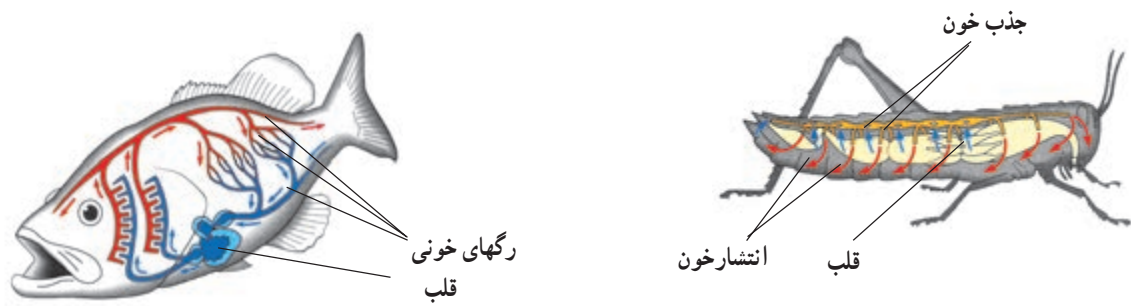 جذب خون
انتشارخون
قلب
رگهای خونی
قلب